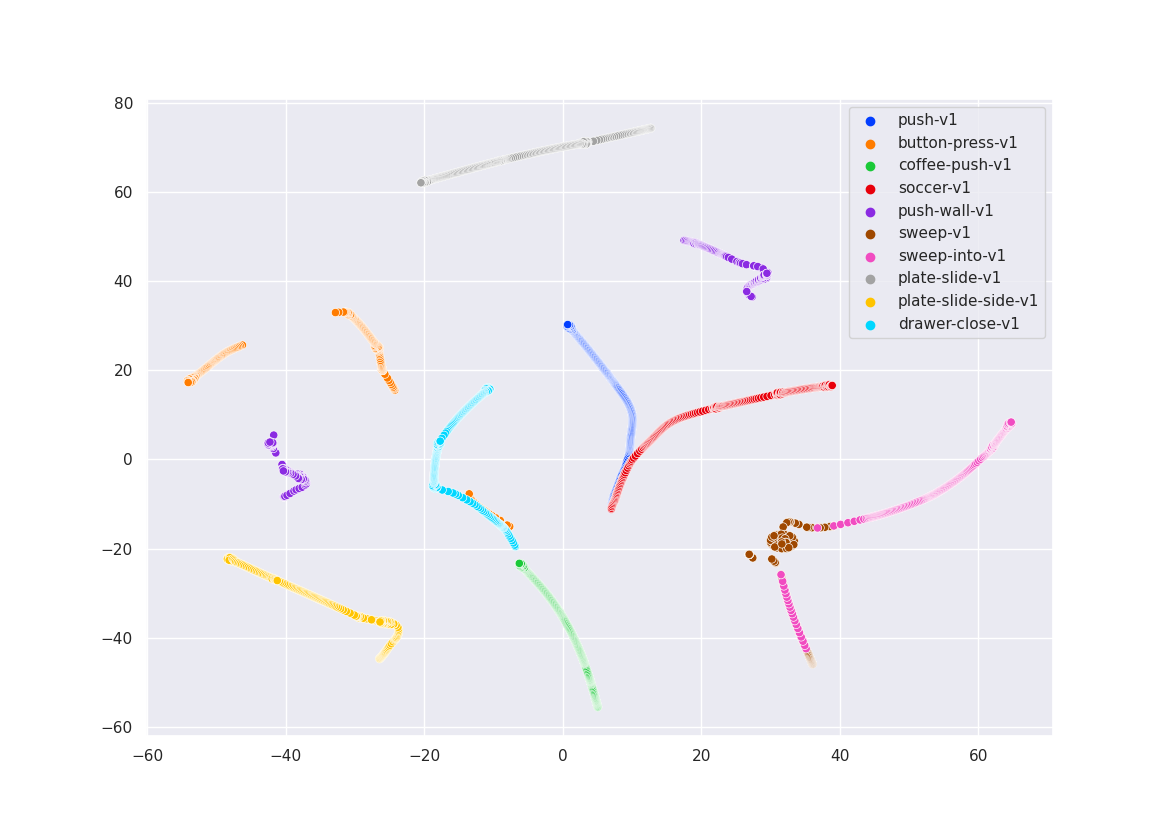 80
60
40
20
0
−20
−40
−60
−60 −40 −20 0 20 40 60
push-v1
button-press-v1
coffee-push-v1
soccer-v1
push-wall-v1
sweep-v1
sweep-into-v1
plate-slide-v1
plate-slide-side-v1
drawer-close-v1